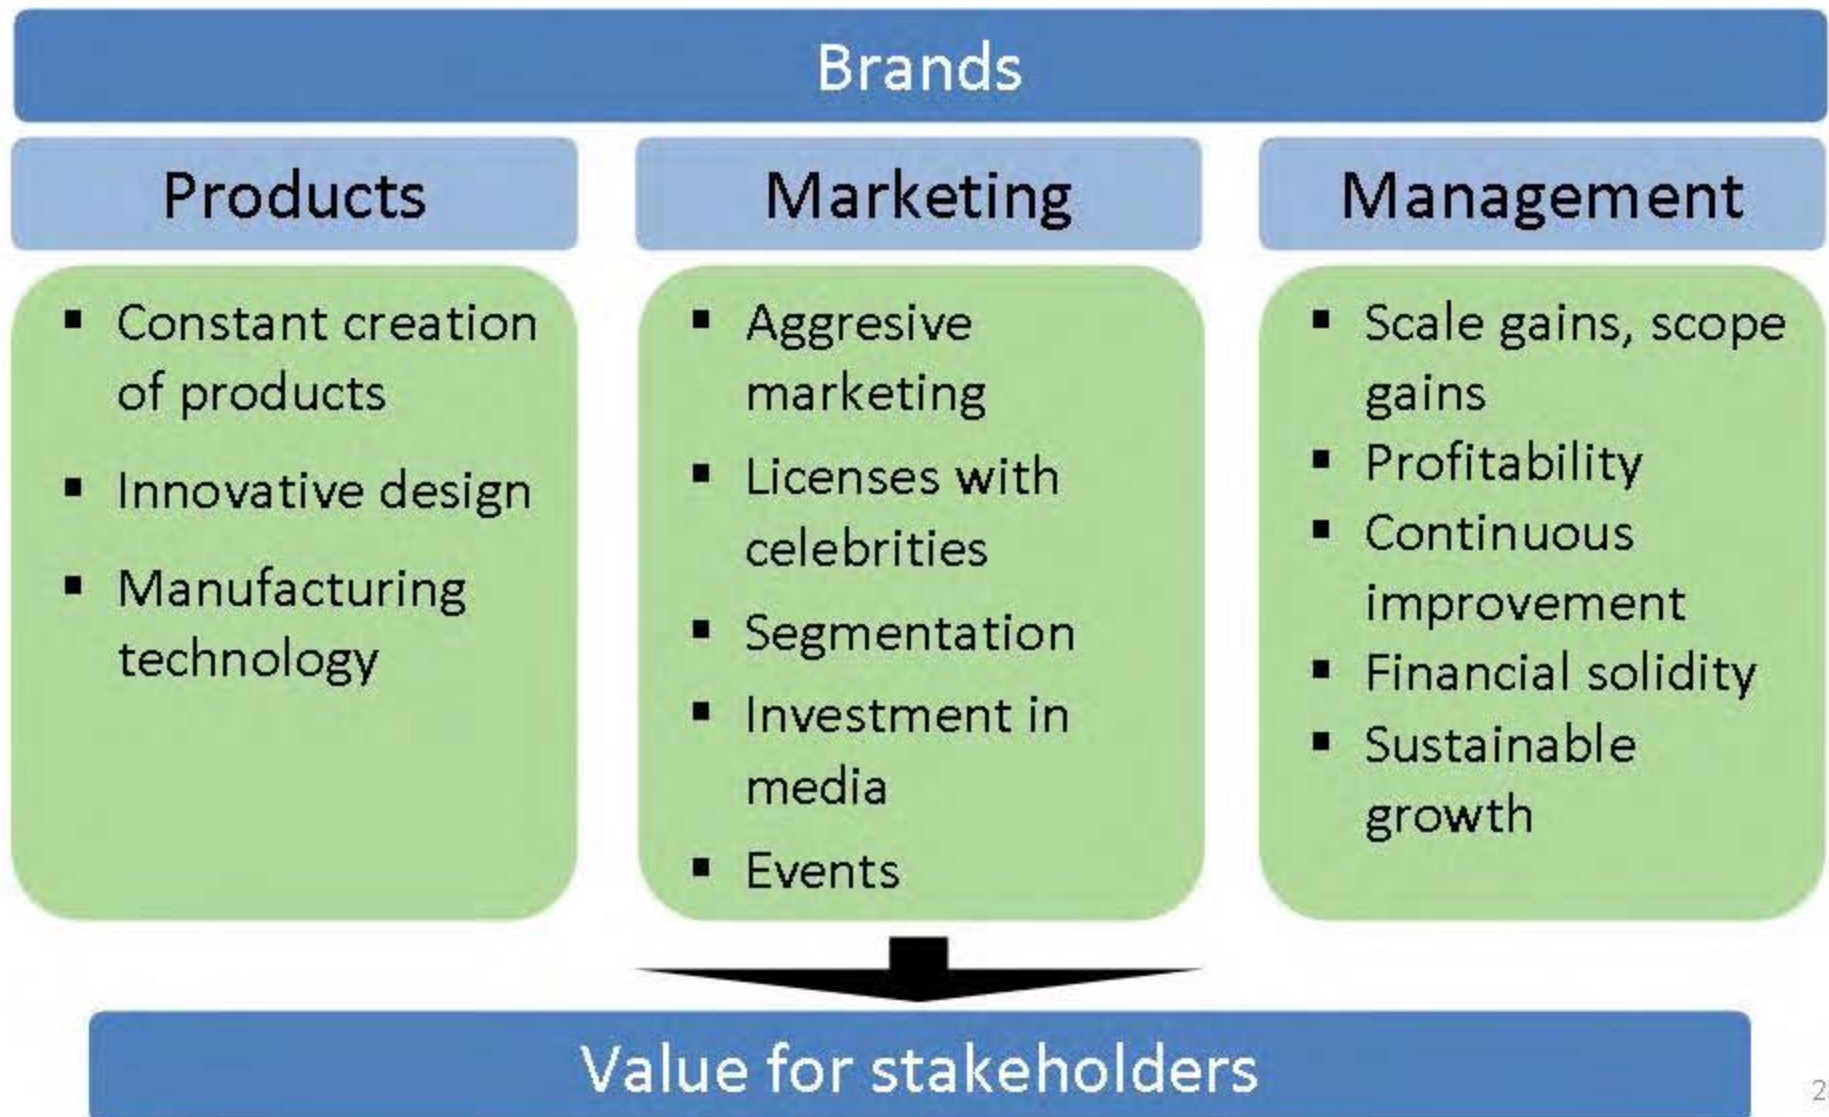 Brands
Products
▪ Constant creation
of products
▪ Innovative design
▪ Manufacturing
technology
Marketing
▪ Aggresive
marketing
▪ Licenses with
celebrities
▪ Segmentation
▪ Investment in
media
▪ Events
Management
▪ Scale gains, scope
gains
▪ Profitability
▪ Continuous
improvement
▪ Financial solidity
▪ Sustainable
growth
Value for stakeholders
2